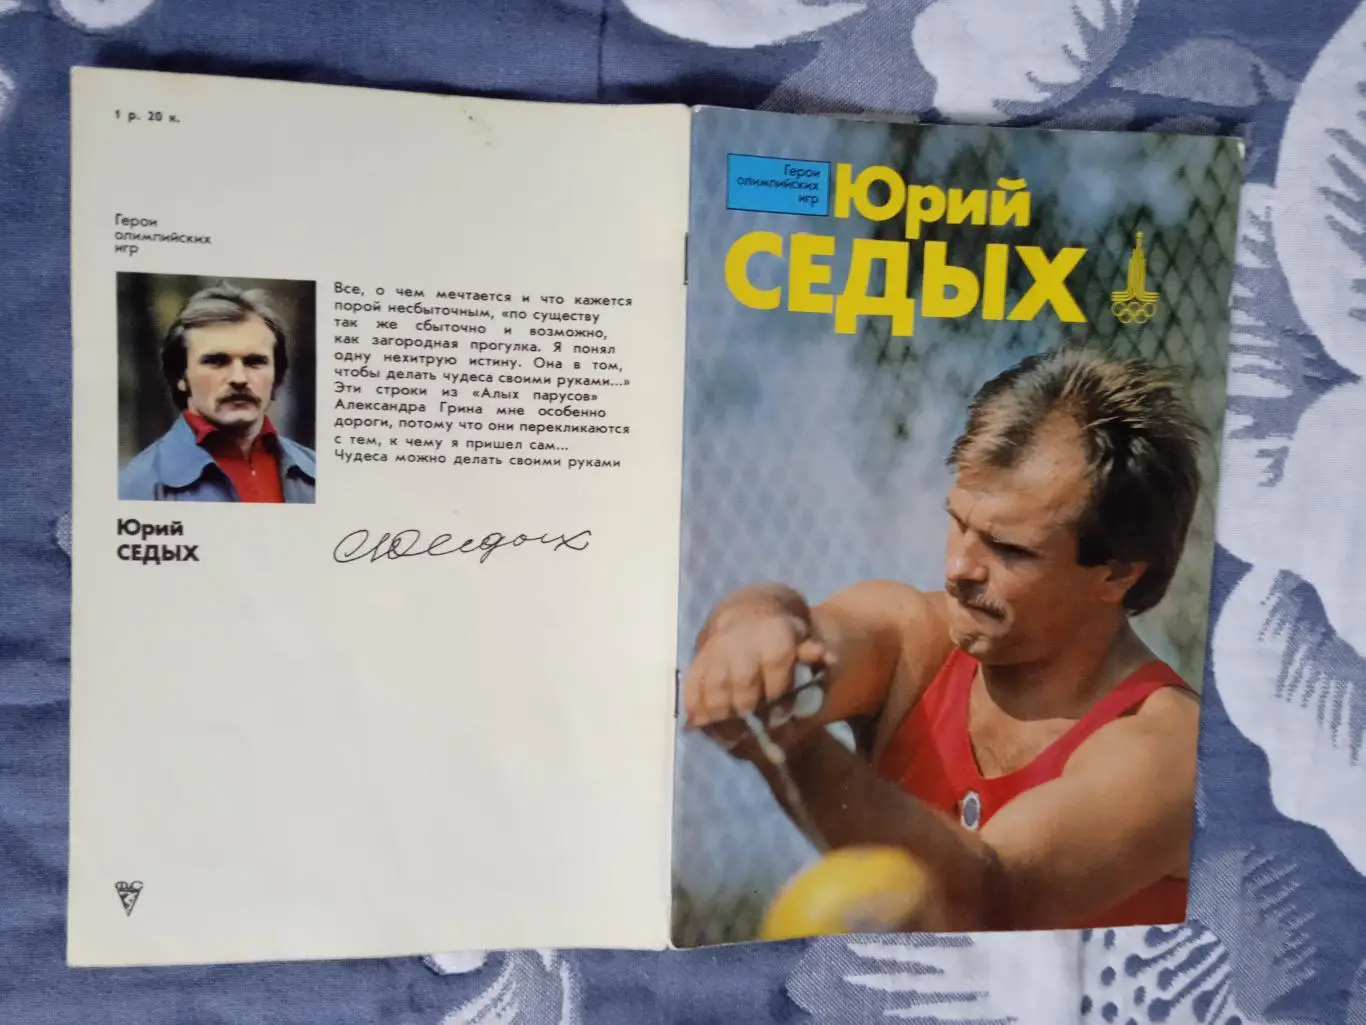 1 р. 20 к.
Герои
олимпийских
игр
Все, о чем мечтается и что кажется
порой несбыточным, «по существу
так же сбыточно и возможно,
как загородная прогулка. Я понял
одну нехитрую истину. Она в том,
чтобы делать чудеса своими руками...»
Эти строки из «Алых парусов»
Александра Грина мне особенно
дороги, потому что они перекликаются
с тем, к чему я пришел сам...
Чудеса можно делать своими руками
Юрий
СЕДЫХ
СЮСедых
Герои
олимпийских
игр
Юрий
СЕДЫХ